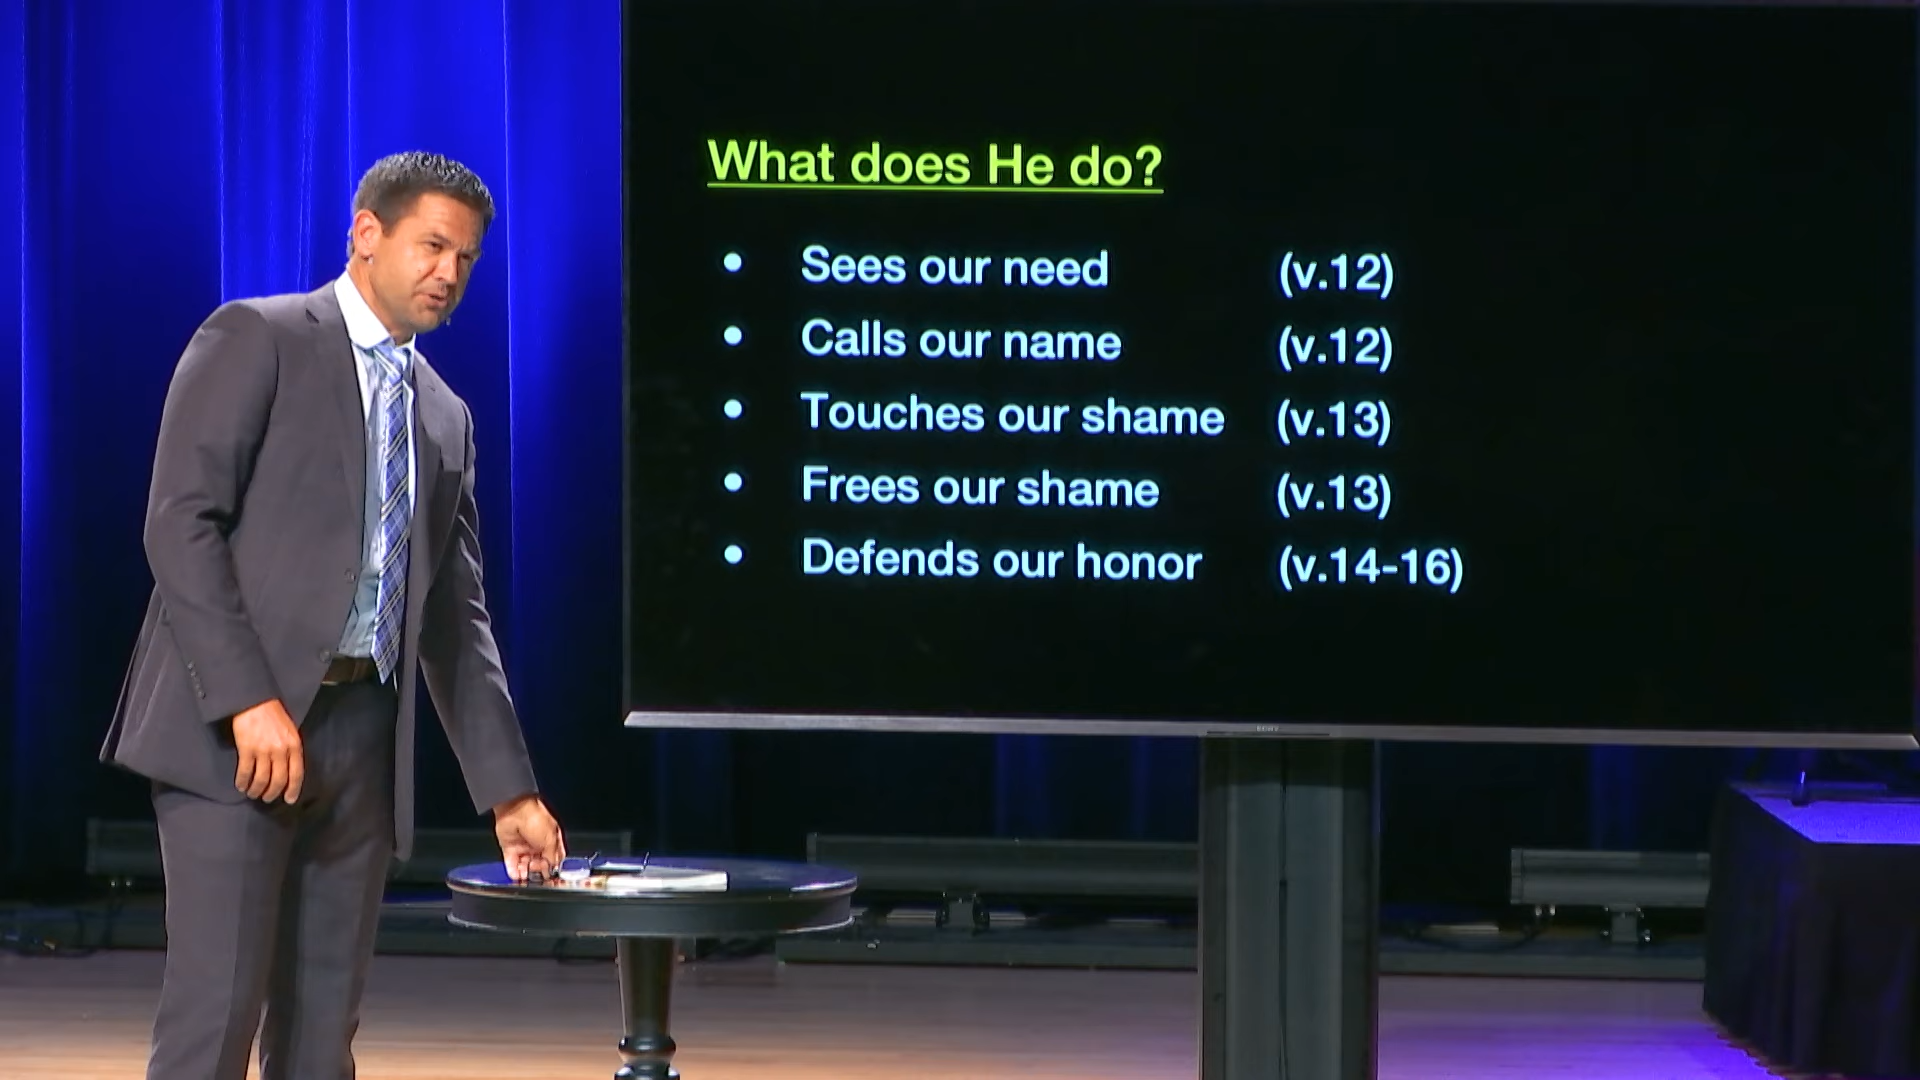 What does He do?
• Sees our need (v.12)
• Calls our name (v.12)
• Touches our shame (v.13)
• Frees our shame (v.13)
• Defends our honor (v.14-16)